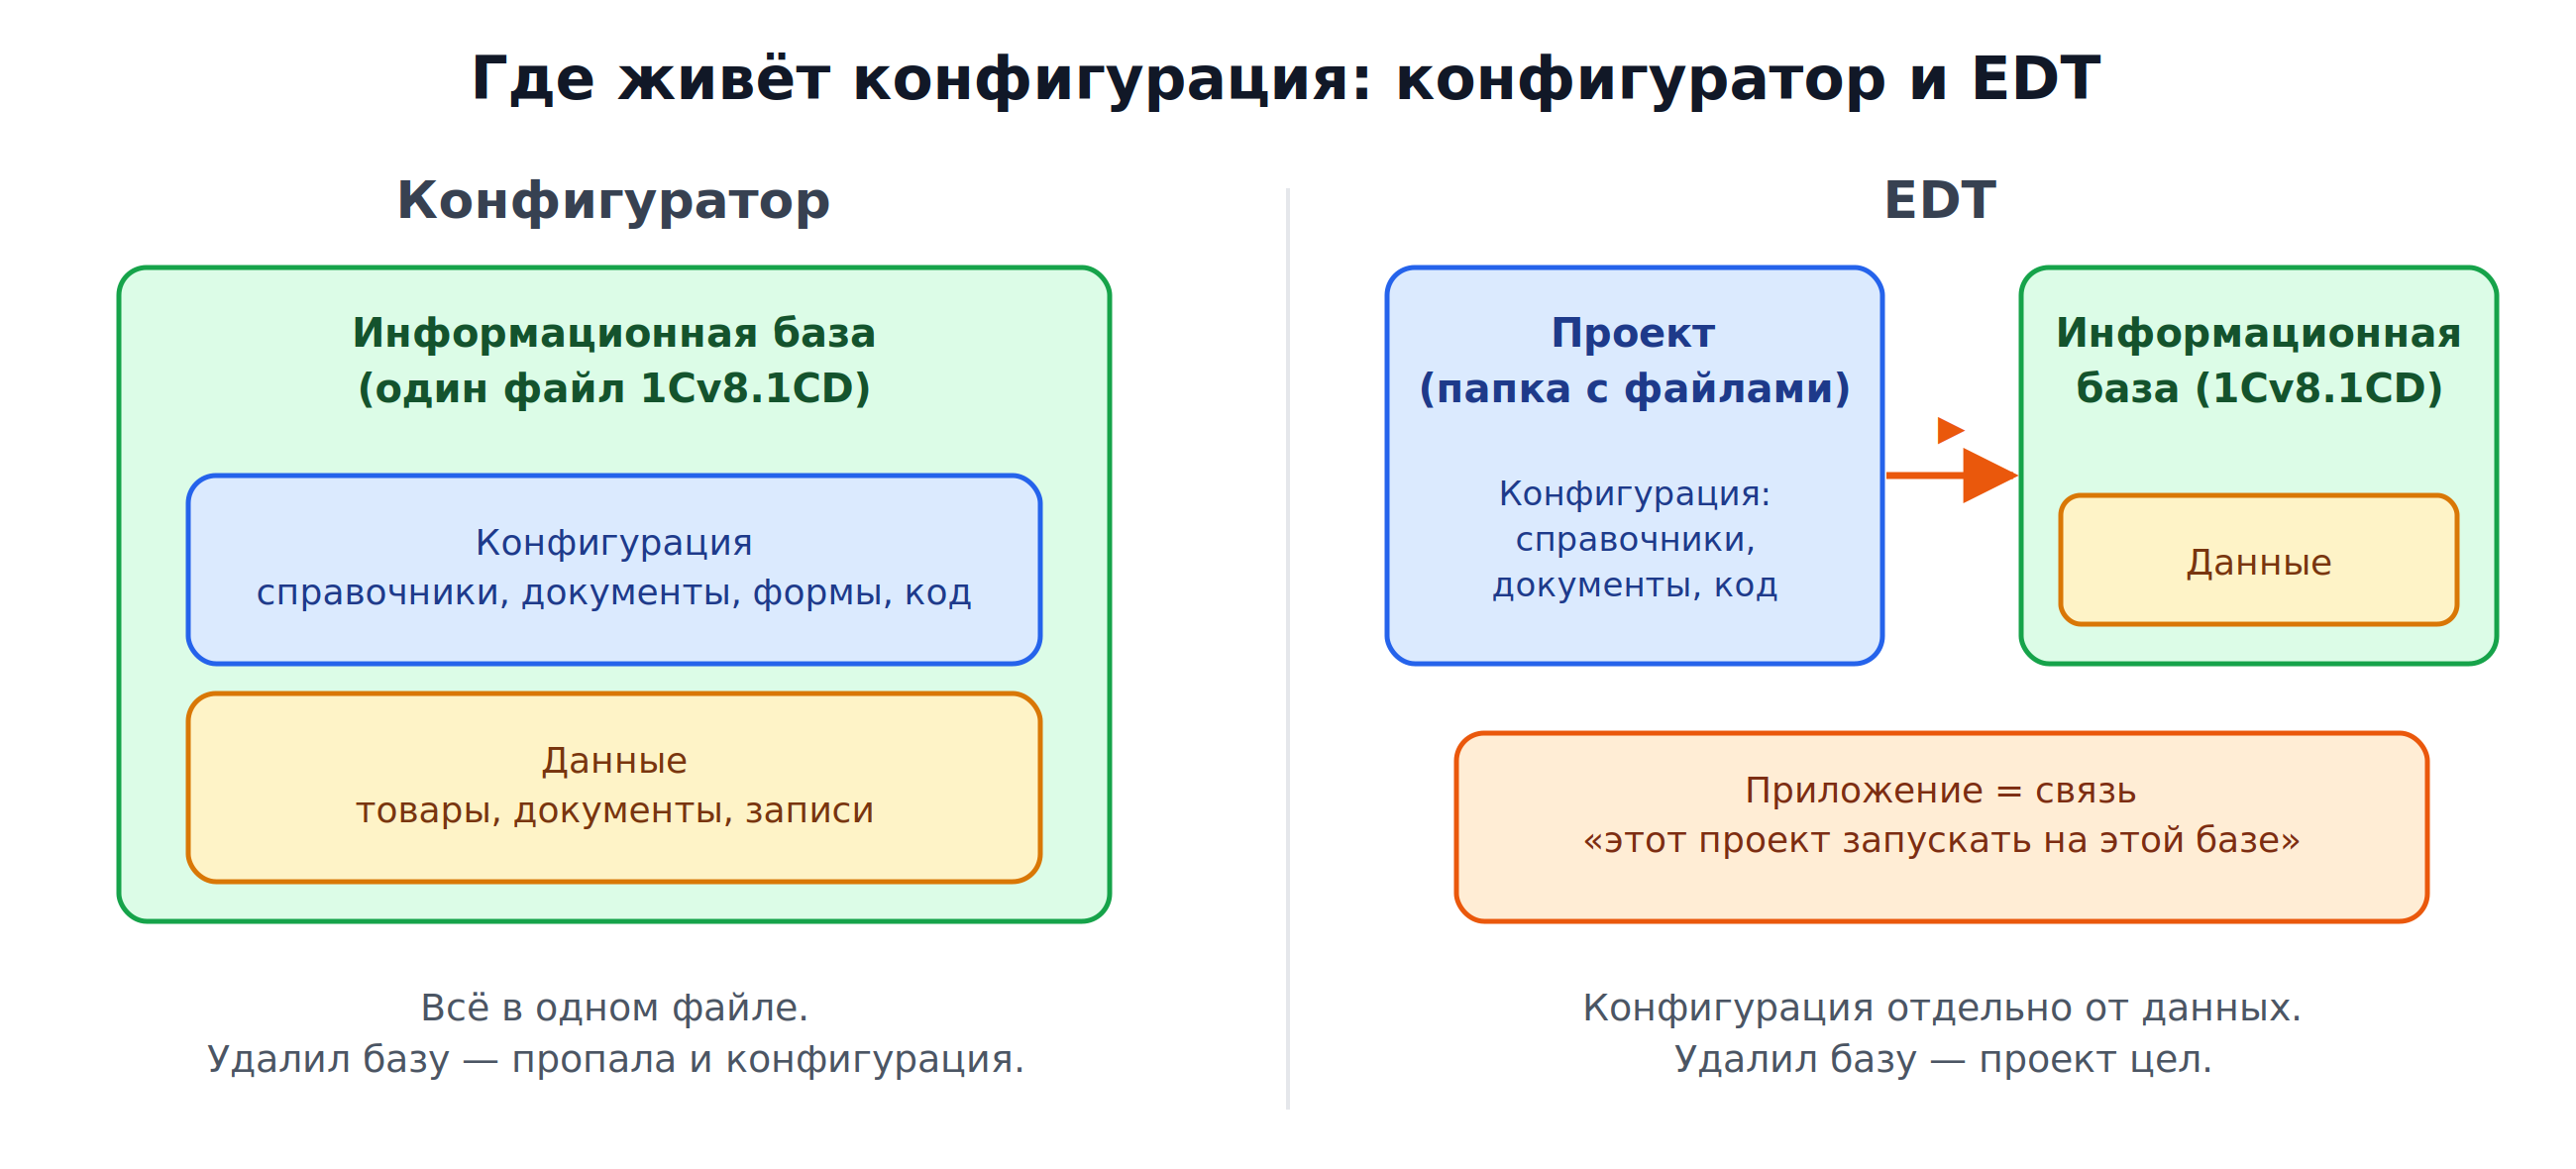 Где живёт конфигурация: конфигуратор и EDT
Конфигуратор
Информационная база
(один файл 1Cv8.1CD)
Конфигурация
справочники, документы, формы, код
Данные
товары, документы, записи
Всё в одном файле.
Удалил базу — пропала и конфигурация.
EDT
Проект
(папка с файлами)
Конфигурация:
справочники,
документы, код
Информационная
база (1Cv8.1CD)
Данные
Приложение = связь
«этот проект запускать на этой базе»
Конфигурация отдельно от данных.
Удалил базу — проект цел.